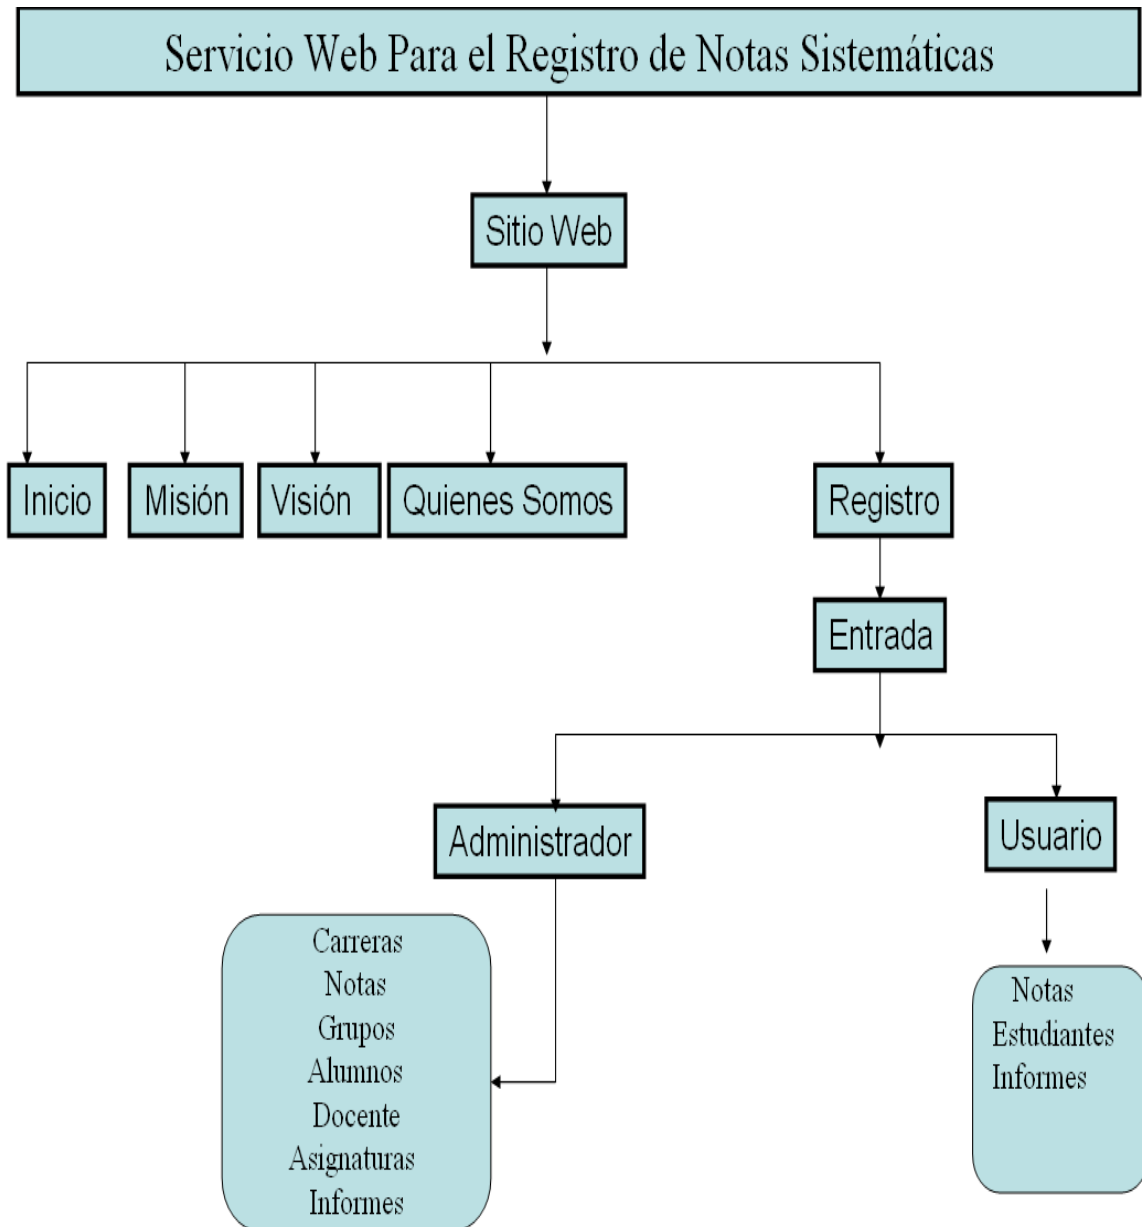 Servicio Web Para el Registro de Notas Sistemáticas
Sitio Web
Inicio
Misión
Visión
Quienes Somos
Registro
Entrada
Administrador
Usuario
Carreras
Notas
Grupos
Alumnos
Docente
Asignaturas
Informes
Notas
Estudiantes
Informes